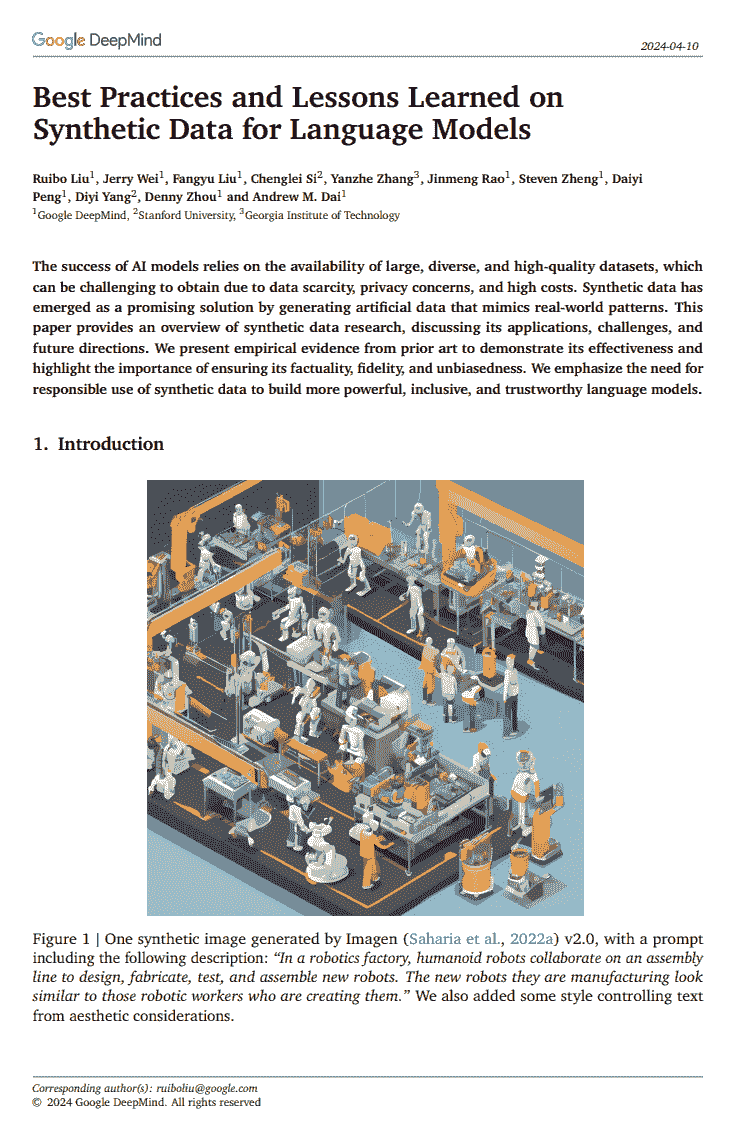 Google DeepMind
2024-04-10
Best Practices and Lessons Learned on
Synthetic Data for Language Models
Ruibo Liu1, Jerry Wei1, Fangyu Liu1, Chenglei Si2, Yanzhe Zhang3, Jinmeng Rao1, Steven Zheng1, Daiyi
Peng1, Diyi Yang2, Denny Zhou1 and Andrew M. Dai1
1Google DeepMind, 2Stanford University, 3Georgia Institute of Technology
The success of AI models relies on the availability of large, diverse, and high-quality datasets, which
can be challenging to obtain due to data scarcity, privacy concerns, and high costs. Synthetic data has
emerged as a promising solution by generating artificial data that mimics real-world patterns. This
paper provides an overview of synthetic data research, discussing its applications, challenges, and
future directions. We present empirical evidence from prior art to demonstrate its effectiveness and
highlight the importance of ensuring its factuality, fidelity, and unbiasedness. We emphasize the need for
responsible use of synthetic data to build more powerful, inclusive, and trustworthy language models.
1. Introduction
Figure 1 | One synthetic image generated by Imagen (Saharia et al., 2022a) v2.0, with a prompt
including the following description: “In a robotics factory, humanoid robots collaborate on an assembly
line to design, fabricate, test, and assemble new robots. The new robots they are manufacturing look
similar to those robotic workers who are creating them.” We also added some style controlling text
from aesthetic considerations.
Corresponding author(s): ruiboliu@google.com
© 2024 Google DeepMind. All rights reserved